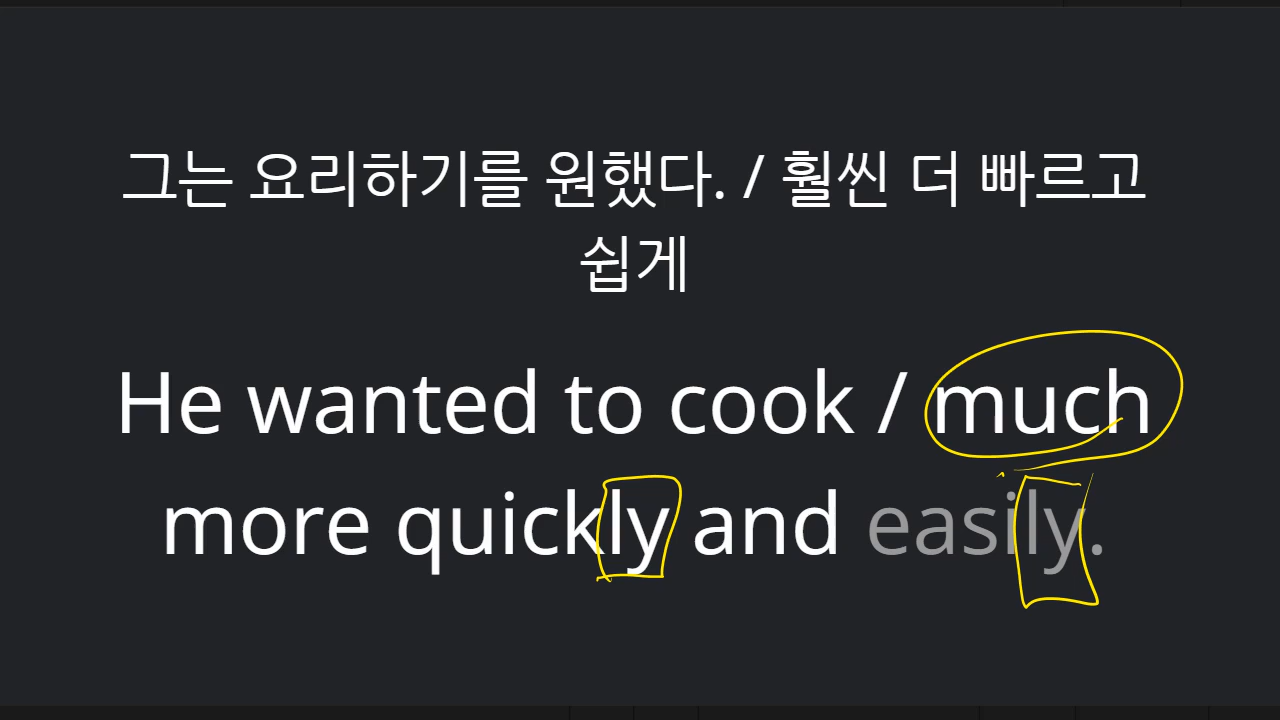 그는 요리하기를 원했다. / 훨씬 더 빠르고
쉽게
He wanted to cook / much
more quickly and easily.